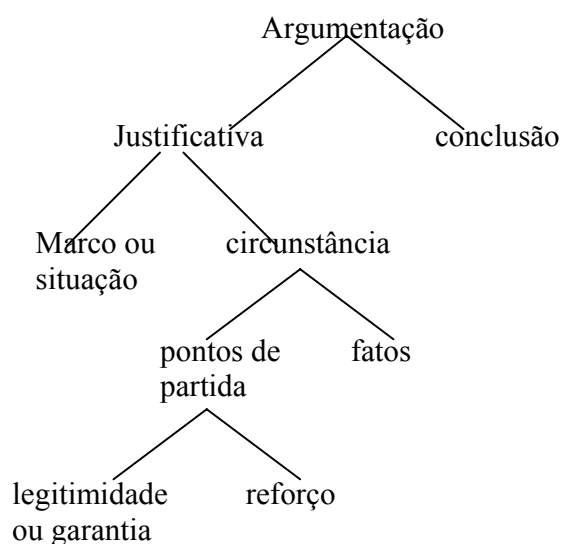 Argumentação
Justificativa
conclusão
Marco ou
situação
circunstância
pontos de
partida
fatos
legitimidade
ou garantia
reforço